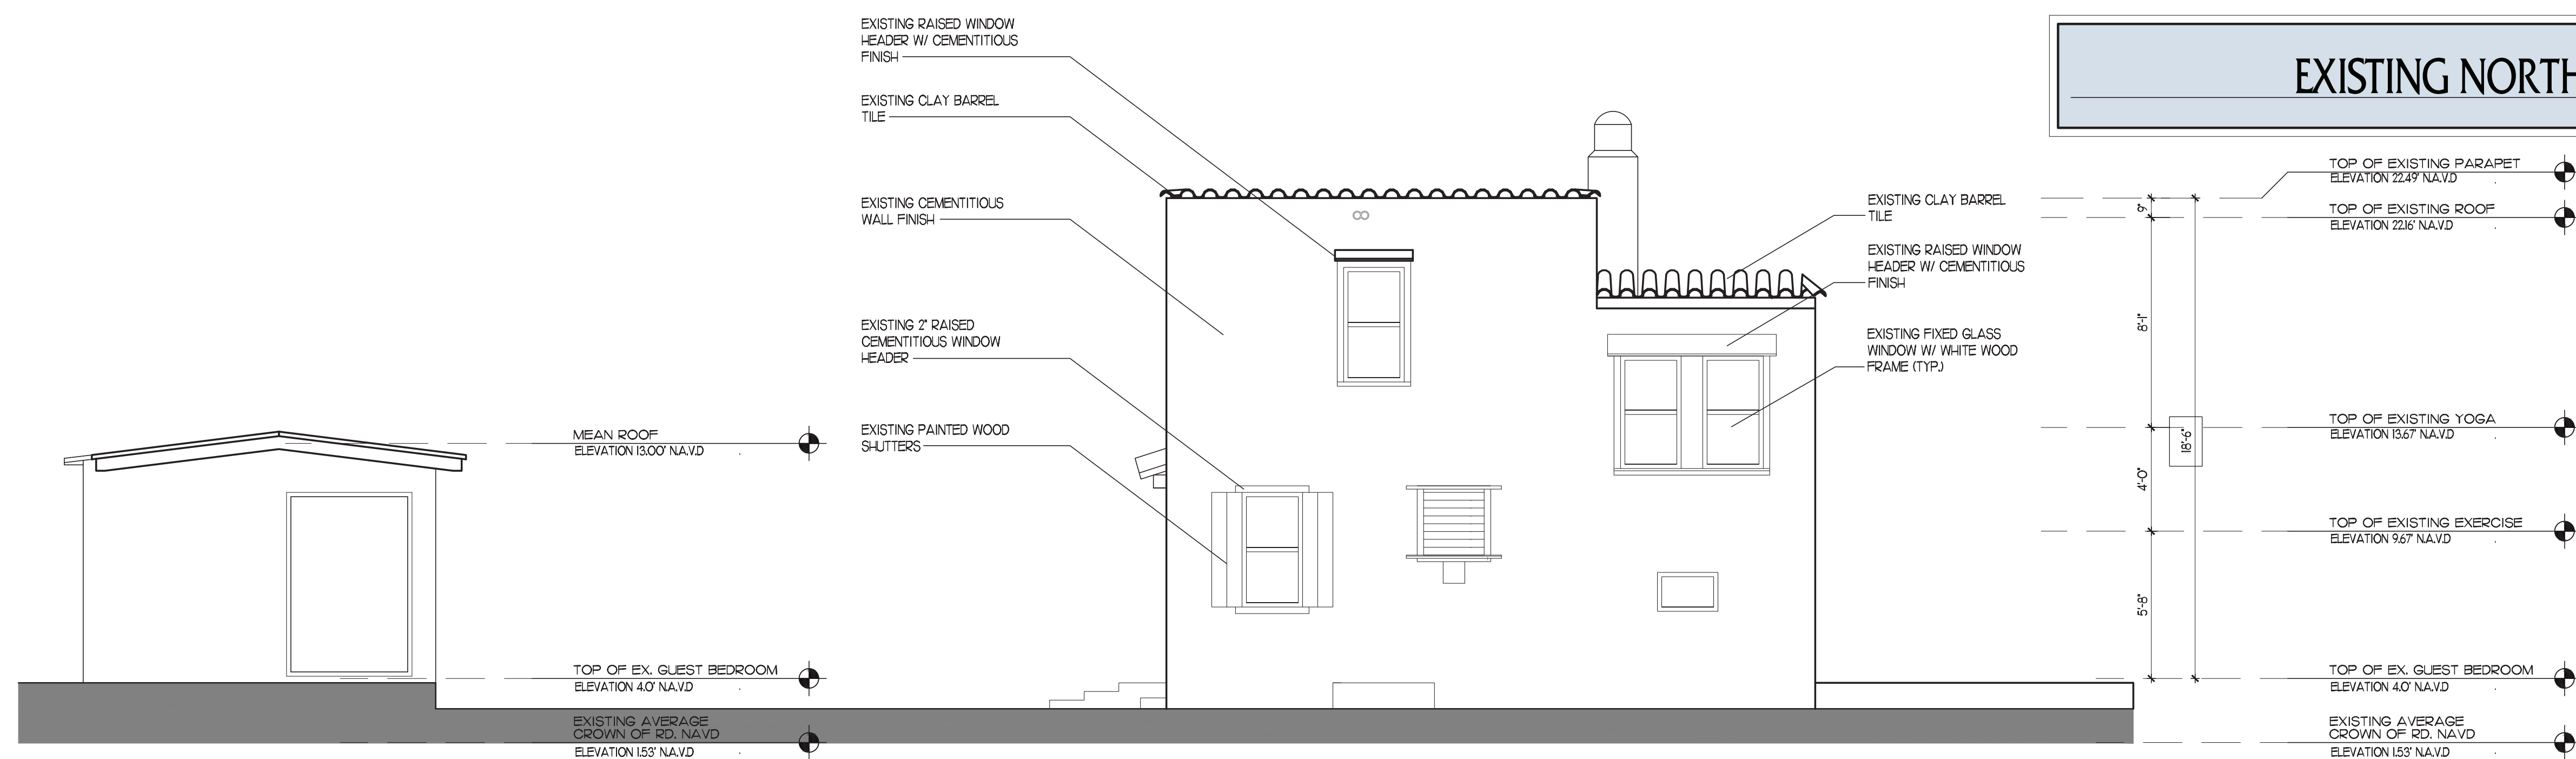 EXISTING RAISED WINDOW
HEADER W/ CEMENTITIOUS
FINISH
EXISTING CLAY BARREL
TILE
EXISTING CEMENTITIOUS
WALL FINISH
EXISTING 2" RAISED
CEMENTITIOUS WINDOW
HEADER
EXISTING PAINTED WOOD
SHUTTERS
MEAN ROOF
ELEVATION 13.00' N.A.V.D
TOP OF EX. GUEST BEDROOM
ELEVATION 4.0' N.A.V.D
EXISTING AVERAGE
CROWN OF RD. NAVD
ELEVATION 1.53' N.A.V.D
EXISTING CLAY BARREL
TILE
EXISTING RAISED WINDOW
HEADER W/ CEMENTITIOUS
FINISH
EXISTING FIXED GLASS
WINDOW W/ WHITE WOOD
FRAME (TYP.)
EXISTING NORTH
9"
8'-1"
4'-0"
5'-8"
18'-6"
TOP OF EXISTING PARAPET
ELEVATION 22.49' N.A.V.D
TOP OF EXISTING ROOF
ELEVATION 22.16' N.A.V.D
TOP OF EXISTING YOGA
ELEVATION 13.67' N.A.V.D
TOP OF EXISTING EXERCISE
ELEVATION 9.67' N.A.V.D
TOP OF EX. GUEST BEDROOM
ELEVATION 4.0' N.A.V.D
EXISTING AVERAGE
CROWN OF RD. NAVD
ELEVATION 1.53' N.A.V.D